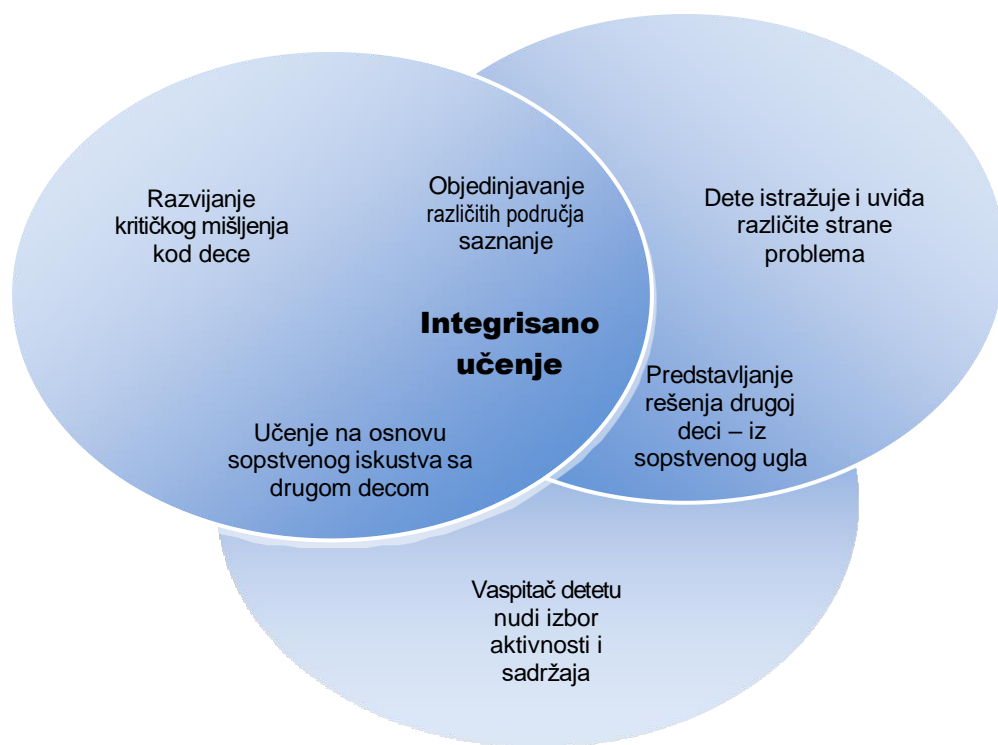 Razvijanje
kritičkog mišljenja
kod dece
Objedinjavanje
različitih područja
saznanje
Dete istražuje i uviđa
različite strane
problema
Integrisano
učenje
Predstavljanje
rešenja drugoj
deci – iz
sopstvenog ugla
Učenje na osnovu
sopstvenog iskustva sa
drugom decom
Vaspitač detetu
nudi izbor
aktivnosti i
sadržaja